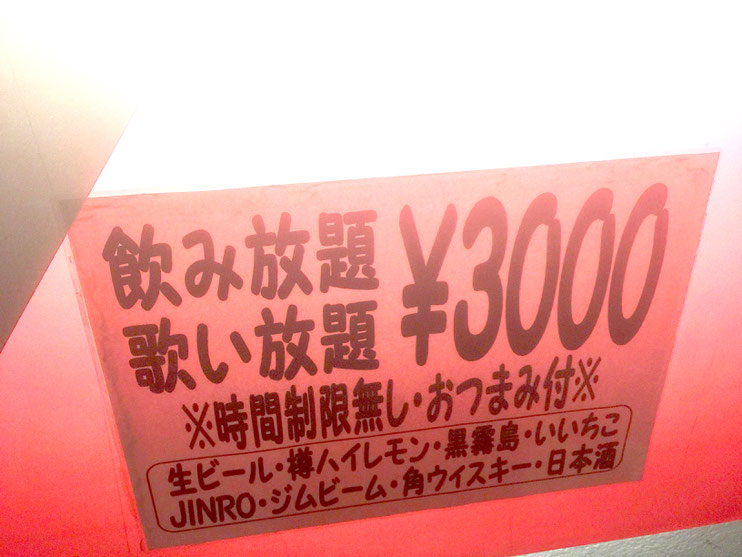 飲み放題 ¥3000
歌い放題
※時間制限無し・おつまみ付※
生ビール・樽ハイレモン・黒霧島・いいちこ
JINRO・ジムビーム・角ウィスキー・日本酒